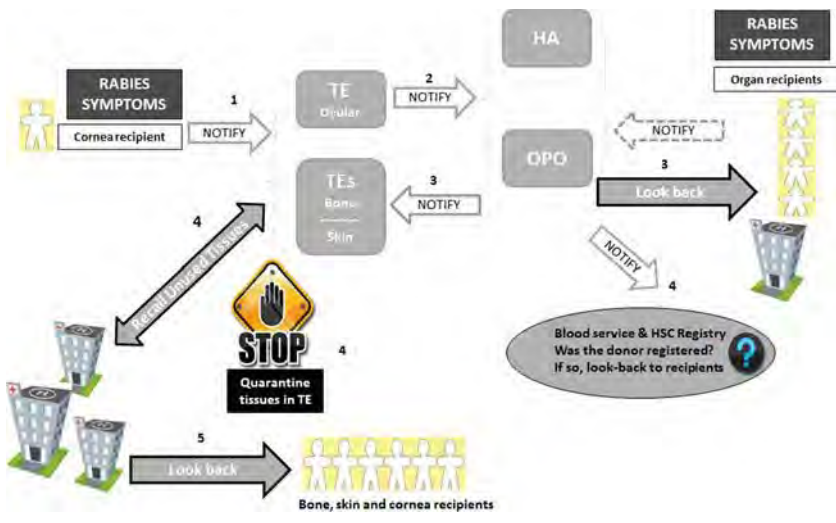 HA
RABIES
SYMPTOMS
Organ recipients
RABIES
SYMPTOMS
Cornea recipient
1
NOTIFY
TE
Ocular
2
NOTIFY
NOTIFY
OPO
3
Look back
TEs
Bone
Skin
3
NOTIFY
4
Recall Unused Tissues
NOTIFY
4
STOP
4
Quarantine
tissues in TE
Blood service & HSC Registry
Was the donor registered?
If so, look-back to recipients
?
H
H
H
H
5
Look back
Bone, skin and cornea recipients